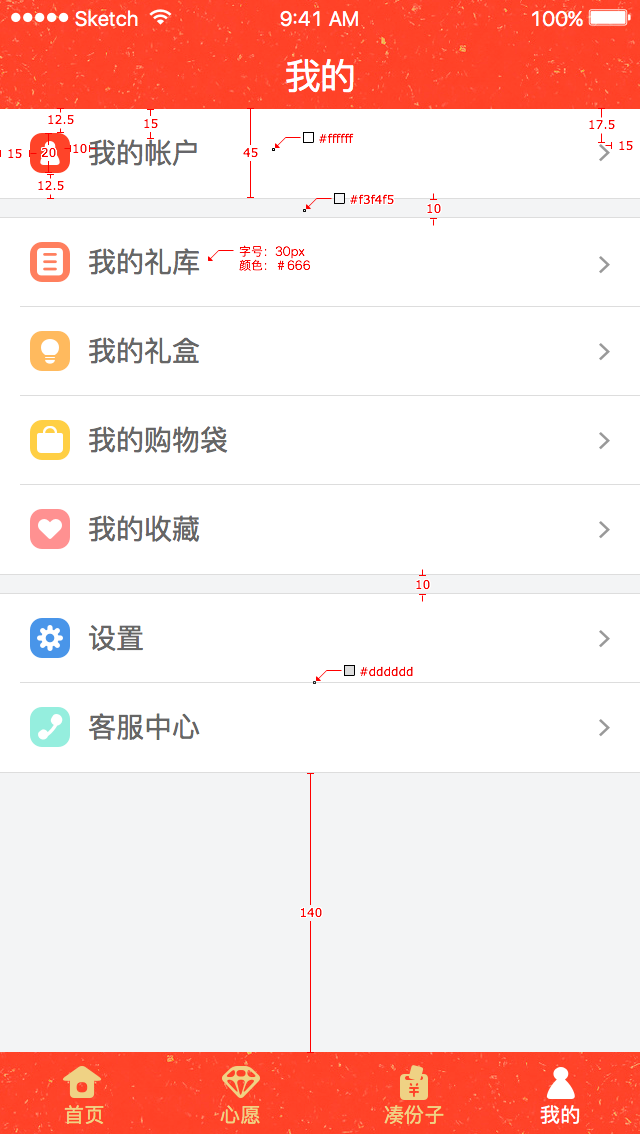 Sketch 9:41 AM 100%
我的
12.5
15
17.5
15
15 20 10 我的帐户 45 #ffffff
12.5
#f3f4f5
10
我的礼库
字号：30px
颜色：#666
我的礼盒
我的购物袋
我的收藏
10
设置
#dddddd
客服中心
140
首页 心愿 凑份子 我的